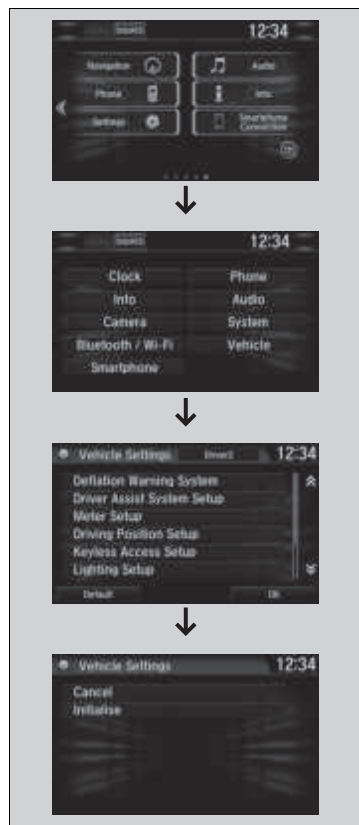 12:34
Navigation
Audio
Phone
Info
Settings
Smartphone
Connection
12:34
Clock
Phone
Info
Audio
Camera
System
Bluetooth / Wi-Fi
Vehicle
Smartphone
Vehicle Settings
12:34
Deflation Warning System
Driver Assist System Setup
Meter Setup
Driving Position Setup
Keyless Access Setup
Lighting Setup
Default
OK
Vehicle Settings
12:34
Cancel
Initialise